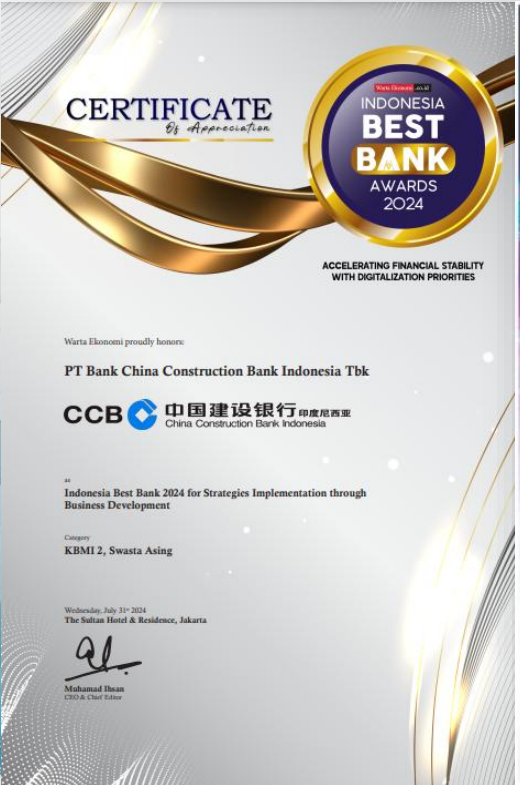 CERTIFICATE
Of Appreciation
Warta Ekonomi .co.id
INDONESIA
BEST
BANK
AWARDS
2024
ACCELERATING FINANCIAL STABILITY
WITH DIGITALIZATION PRIORITIES
Warta Ekonomi proudly honors:
PT Bank China Construction Bank Indonesia Tbk
CCB 中国建设银行 印度尼西亚
China Construction Bank Indonesia
as
Indonesia Best Bank 2024 for Strategies Implementation through
Business Development
Category
KBMI 2, Swasta Asing
Wednesday, July 31st 2024
The Sultan Hotel & Residence, Jakarta
Muhamad Ihsan
CEO & Chief Editor